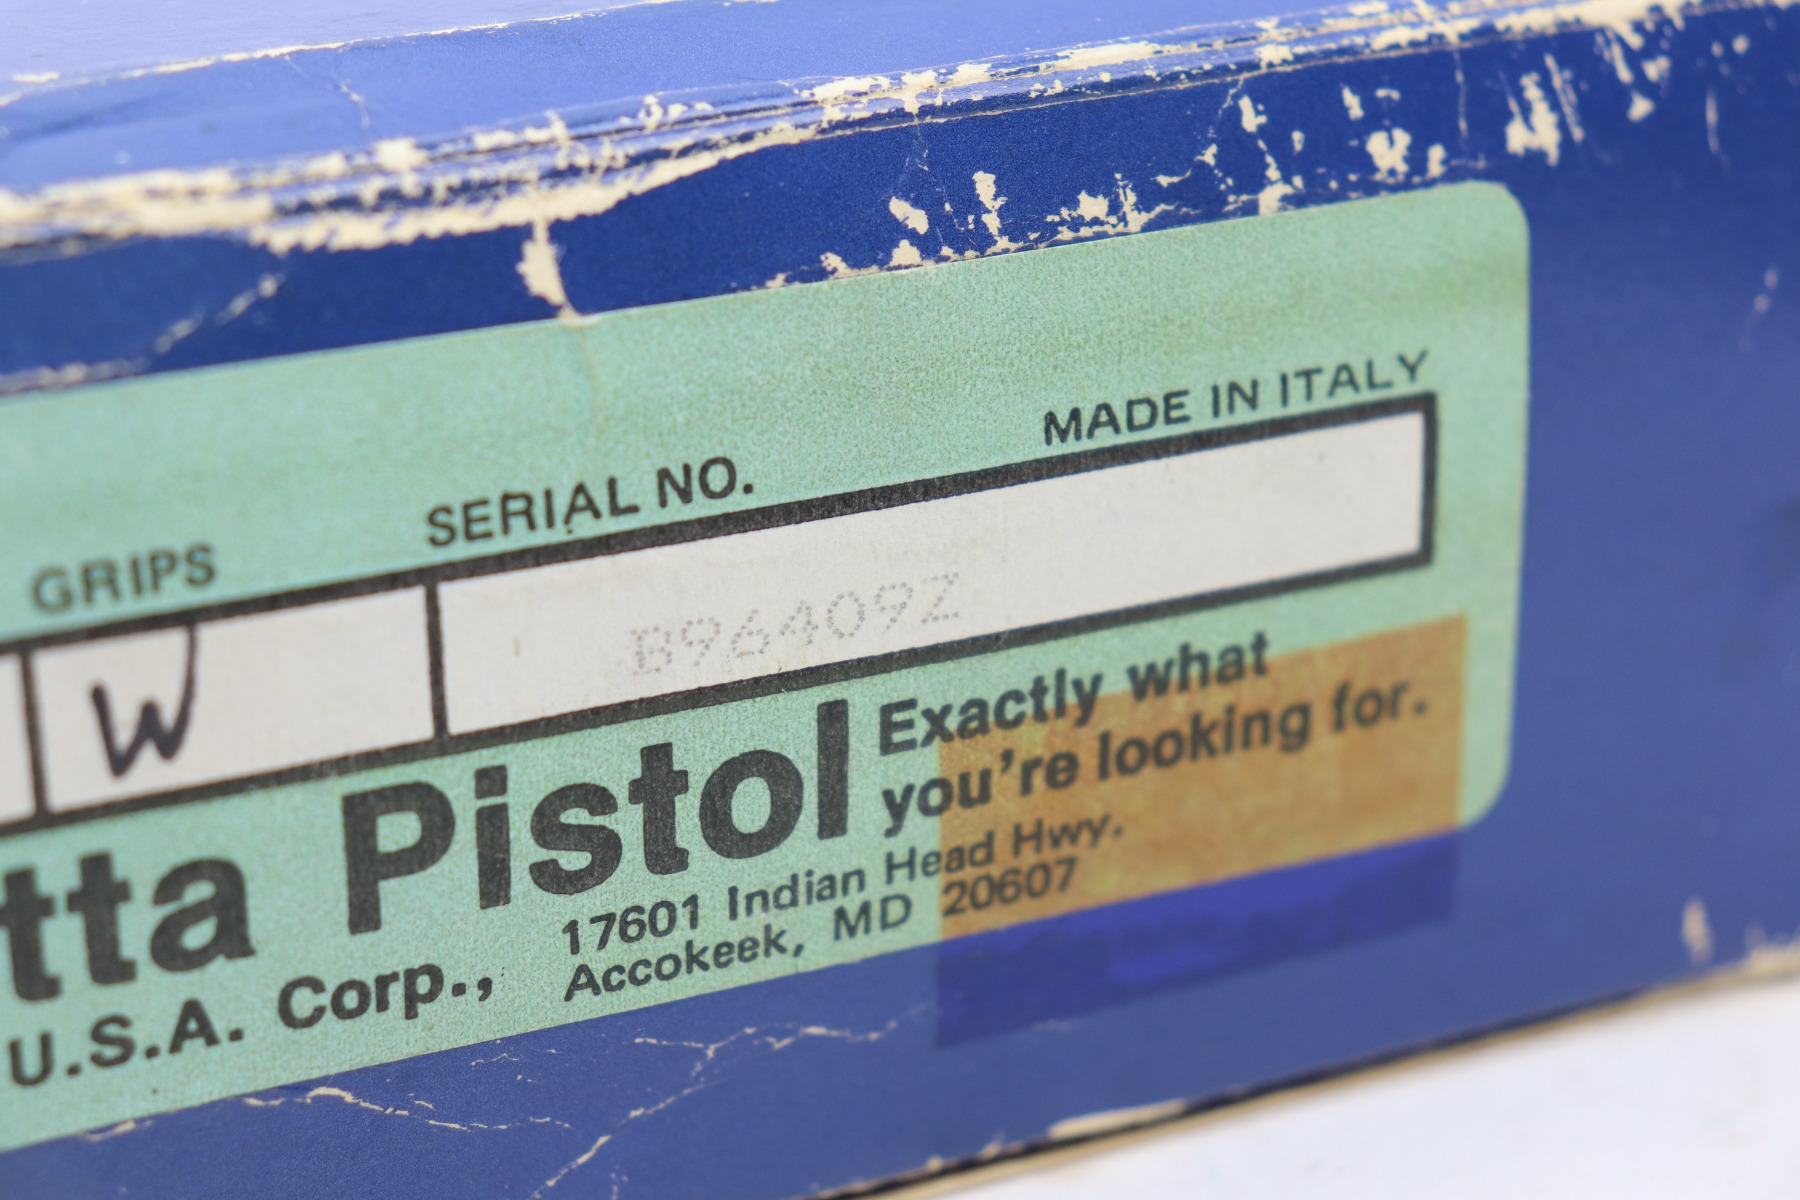 MADE IN ITALY
GRIPS SERIAL NO.
W B96409Z
tta Pistol
Exactly what
you're looking for.
U.S.A. Corp.,
17601 Indian Head Hwy.
Accokeek, MD 20607